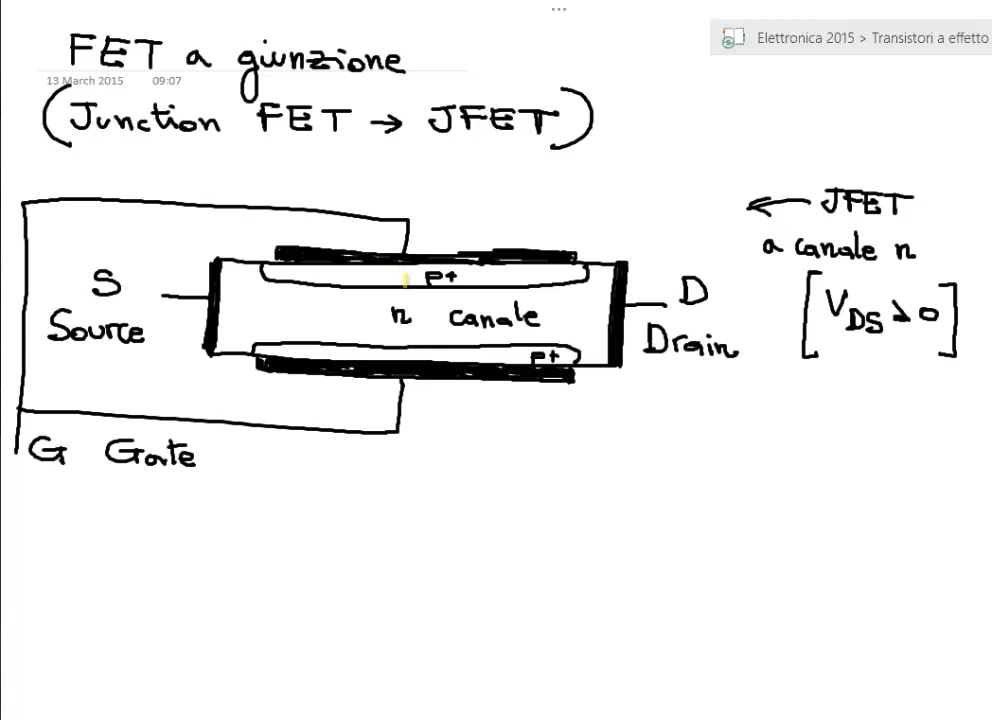 ...
Elettronica 2015 > Transistori a effetto
FET a giunzione
13 March 2015 09:07
(Junction FET → JFET)
← JFET
a canale n
[VDS > 0]
S
Source
p+
n canale
p+
D
Drain
G Gate